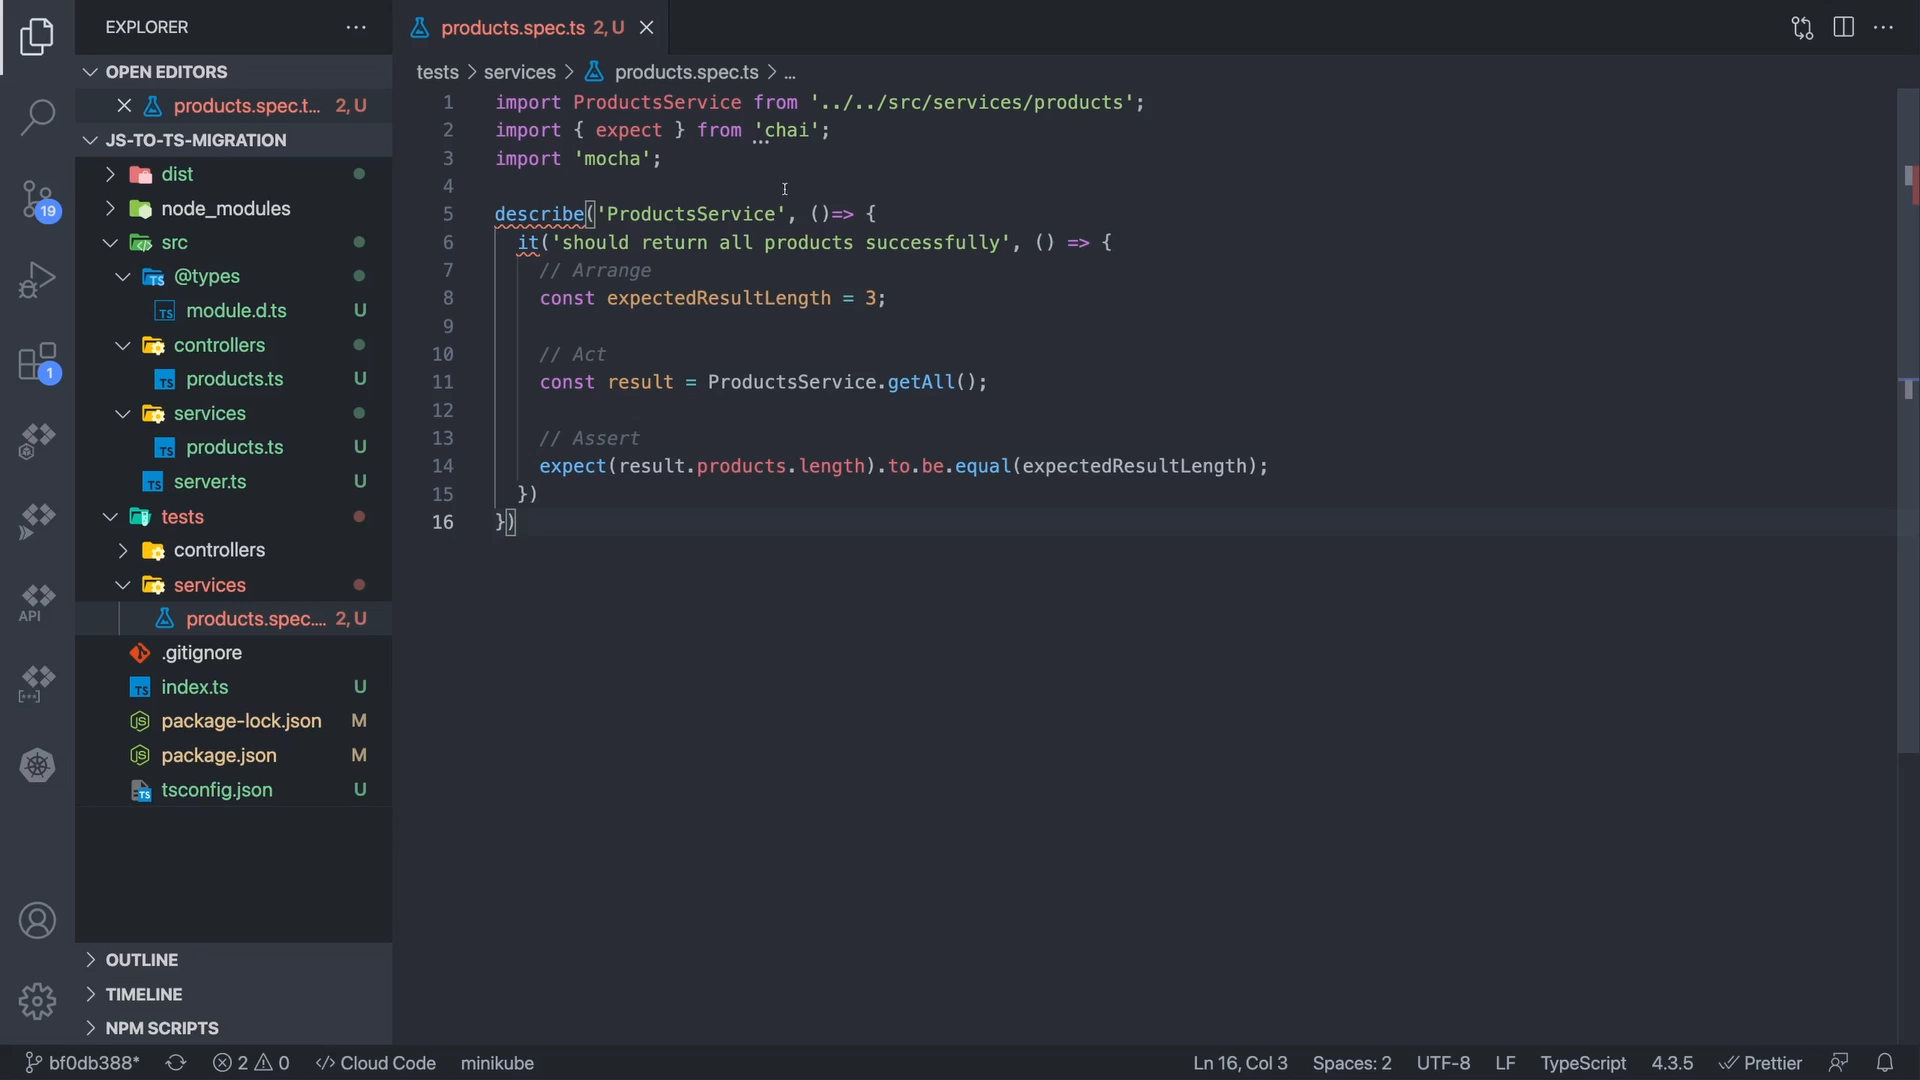 EXPLORER
OPEN EDITORS
products.spec.t... 2, U
JS-TO-TS-MIGRATION
dist
node_modules
src
@types
TS module.d.ts U
controllers
TS products.ts U
services
TS products.ts U
TS server.ts U
tests
controllers
services
products.spec.... 2, U
.gitignore
TS index.ts U
package-lock.json M
package.json M
TS tsconfig.json U
OUTLINE
TIMELINE
NPM SCRIPTS
19
1
API
products.spec.ts 2, U
tests > services > products.spec.ts > ...
1 import ProductsService from '../../src/services/products';
2 import { expect } from 'chai';
3 import 'mocha';
4
5 describe('ProductsService', ()=> {
6 it('should return all products successfully', () => {
7 // Arrange
8 const expectedResultLength = 3;
9
10 // Act
11 const result = ProductsService.getAll();
12
13 // Assert
14 expect(result.products.length).to.be.equal(expectedResultLength);
15 })
16 })
bf0db388* 2 0 </> Cloud Code minikube Ln 16, Col 3 Spaces: 2 UTF-8 LF TypeScript 4.3.5 Prettier